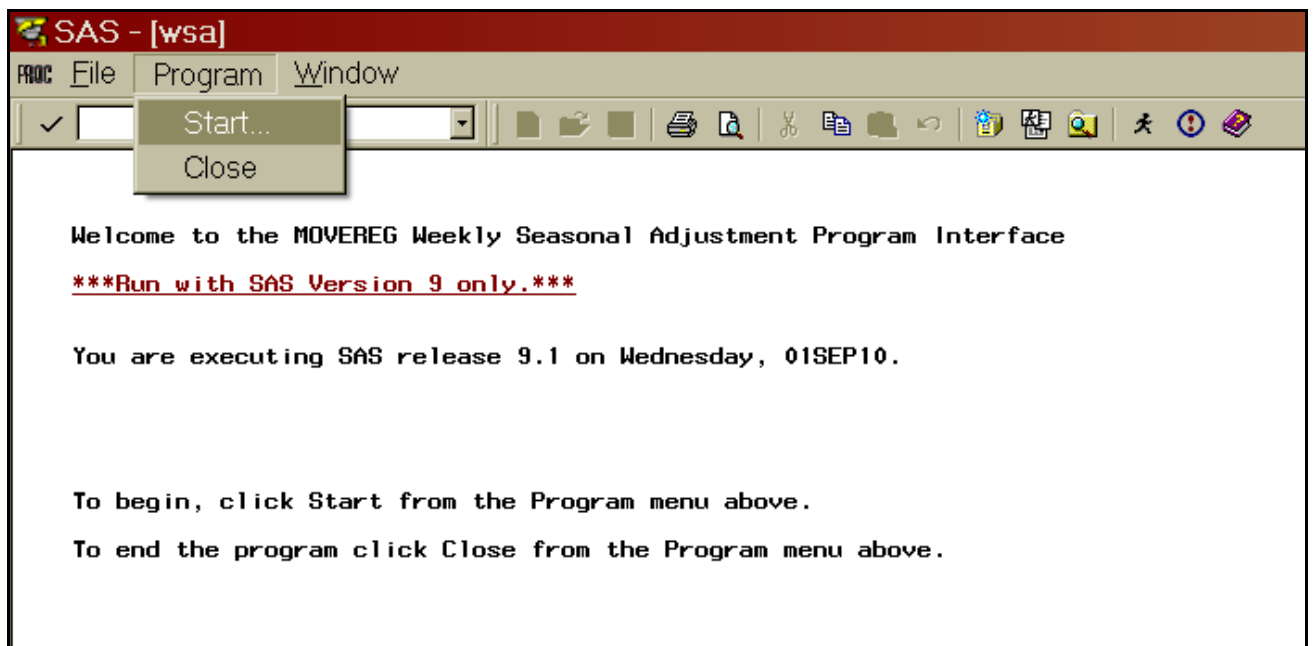 SAS - [wsa]
PROC File Program Window
Start...
Close
Welcome to the MOVEREG Weekly Seasonal Adjustment Program Interface
***Run with SAS Version 9 only.***
You are executing SAS release 9.1 on Wednesday, 01SEP10.
To begin, click Start from the Program menu above.
To end the program click Close from the Program menu above.